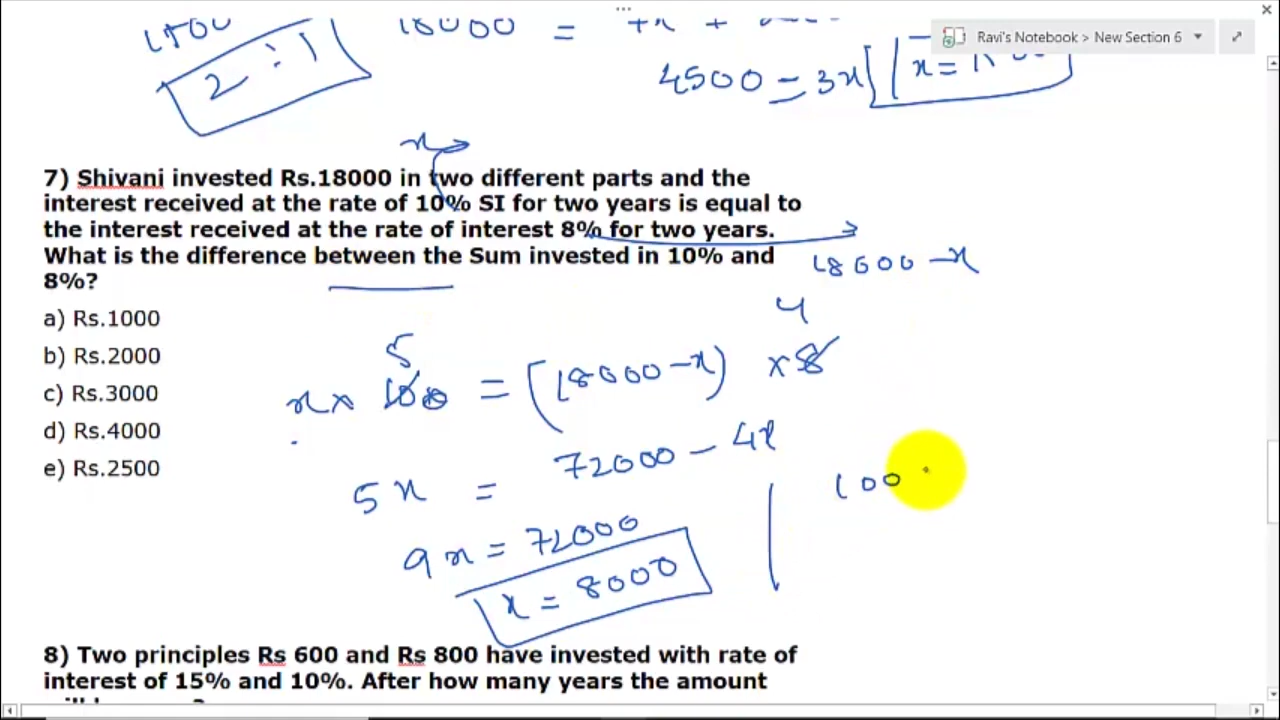 18000 =
Ravi's Notebook > New Section 6
2 : 1
4500 = 3x
x =
x
7) Shivani invested Rs.18000 in two different parts and the
interest received at the rate of 10% SI for two years is equal to
the interest received at the rate of interest 8% for two years.
What is the difference between the Sum invested in 10% and
8%?
18000 - x
a) Rs.1000
b) Rs.2000
c) Rs.3000
d) Rs.4000
e) Rs.2500
5
4
x × 10 = (18000 - x) × 8
5x = 72000 - 4x
9x = 72000
x = 8000
100
8) Two principles Rs 600 and Rs 800 have invested with rate of
interest of 15% and 10%. After how many years the amount